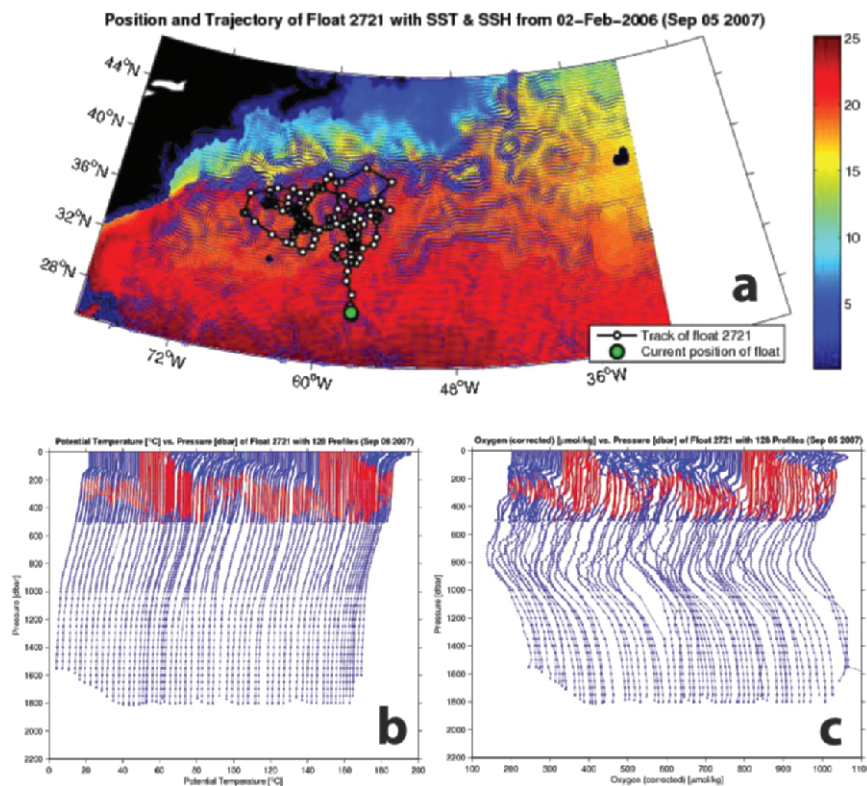 Position and Trajectory of Float 2721 with SST & SSH from 02-Feb-2006 (Sep 05 2007)
44°N
40°N
36°N
32°N
28°N
72°W
60°W
48°W
36°W
25
20
15
10
5
a
Track of float 2721
Current position of float
Potential Temperature [°C] vs. Pressure [dbar] of Float 2721 with 128 Profiles (Sep 06 2007)
Pressure [dbar]
0
200
400
600
800
1000
1200
1400
1600
1800
2000
2200
0 20 40 60 80 100 120 140 160 180 200
Potential Temperature [°C]
b
Oxygen (corrected) [µmol/kg] vs. Pressure [dbar] of Float 2721 with 126 Profiles (Sep 05 2007)
Pressure [dbar]
0
200
400
600
800
1000
1200
1400
1600
1800
2000
2200
100 200 300 400 500 600 700 800 900 1000 1100
Oxygen (corrected) [µmol/kg]
c